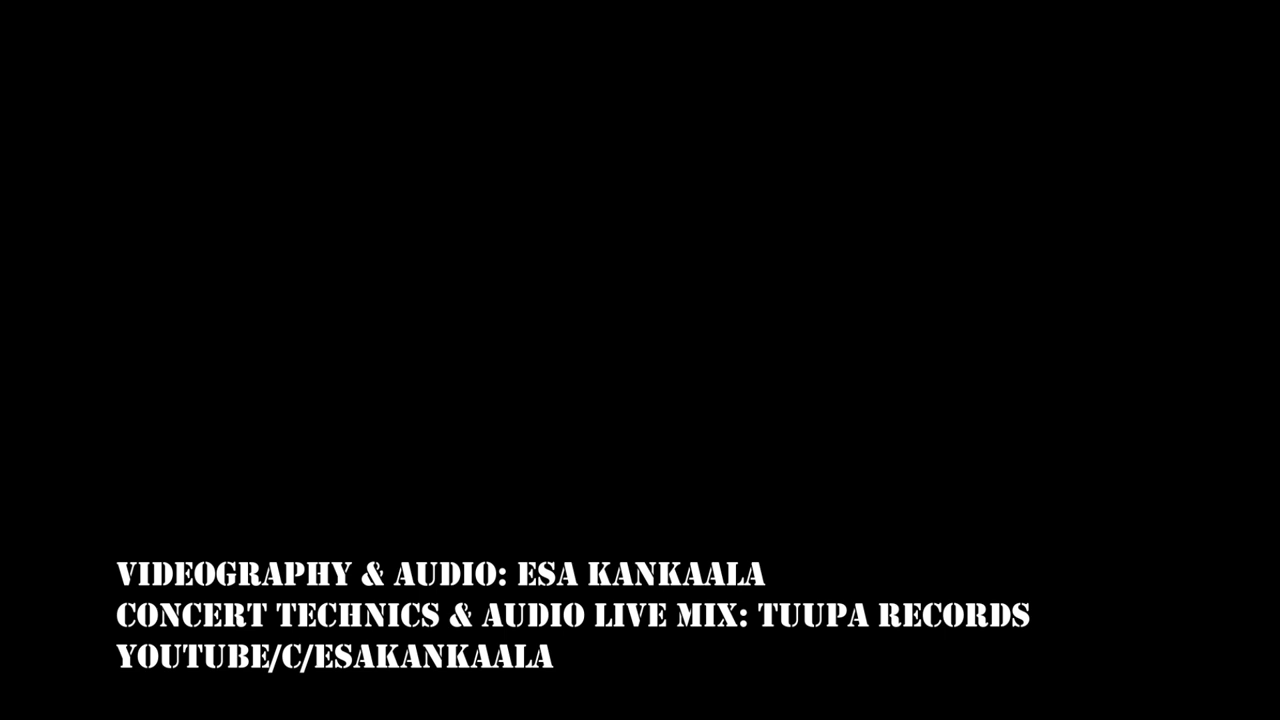 VIDEOGRAPHY & AUDIO: ESA KANKAALA
CONCERT TECHNICS & AUDIO LIVE MIX: TUUPA RECORDS
YOUTUBE/C/ESAKANKAALA